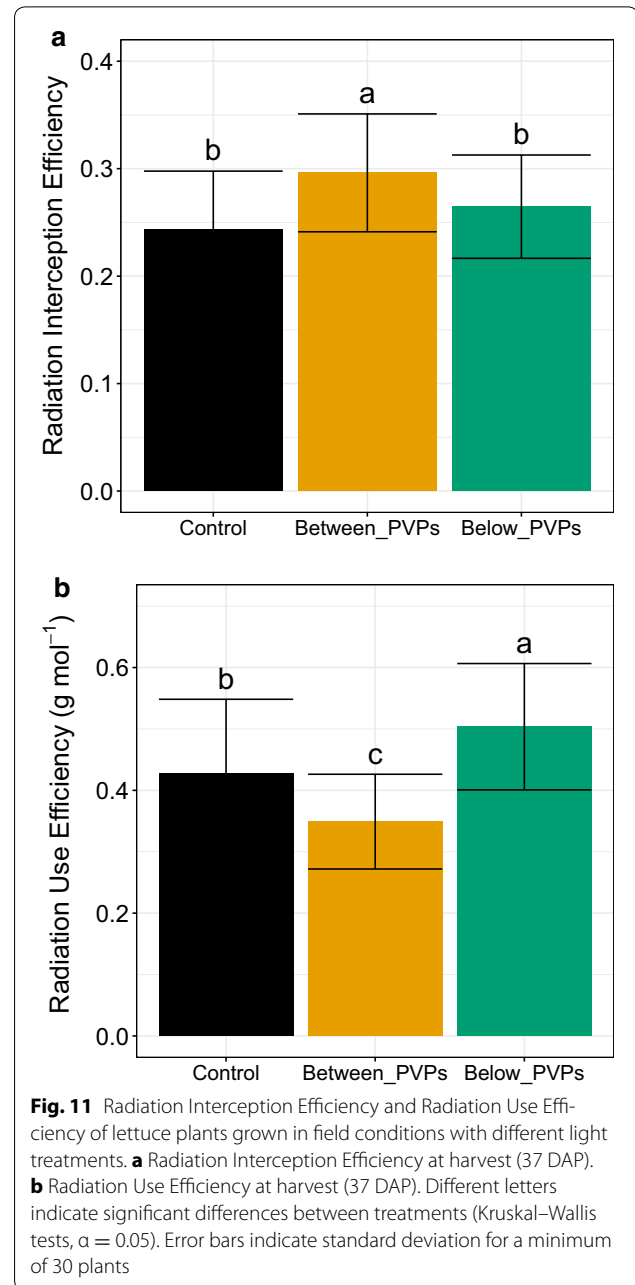 a
Radiation Interception Efficiency
0.4
0.3
0.2
0.1
0.0
b
a
b
Control Between_PVPs Below_PVPs
b
Radiation Use Efficiency (g mol⁻¹)
0.6
0.4
0.2
0.0
b
c
a
Control Between_PVPs Below_PVPs
Fig. 11 Radiation Interception Efficiency and Radiation Use Effi-
ciency of lettuce plants grown in field conditions with different light
treatments. a Radiation Interception Efficiency at harvest (37 DAP).
b Radiation Use Efficiency at harvest (37 DAP). Different letters
indicate significant differences between treatments (Kruskal–Wallis
tests, α = 0.05). Error bars indicate standard deviation for a minimum
of 30 plants